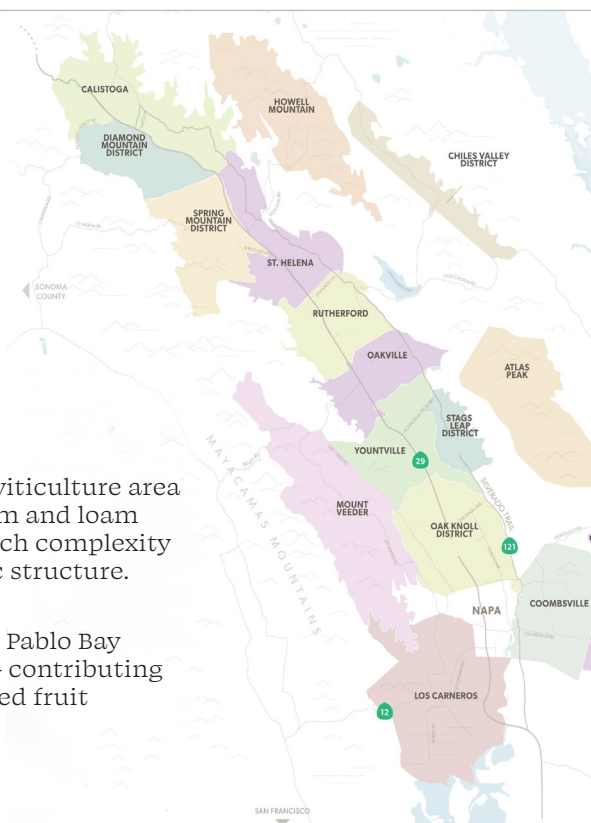 CALISTOGA
HOWELL
MOUNTAIN
DIAMOND
MOUNTAIN
DISTRICT
CHILES VALLEY
DISTRICT
SPRING
MOUNTAIN
DISTRICT
ST. HELENA
SONOMA
COUNTY
RUTHERFORD
OAKVILLE
ATLAS
PEAK
STAGS
LEAP
DISTRICT
YOUNTVILLE
29
SILVERADO TRAIL
MAYACAMAS MOUNTAINS
viticulture area
m and loam
ch complexity
c structure.
MOUNT
VEEDER
OAK KNOLL
DISTRICT
121
NAPA
COOMBSVILLE
Pablo Bay
contributing
ed fruit
LOS CARNEROS
12
SAN FRANCISCO